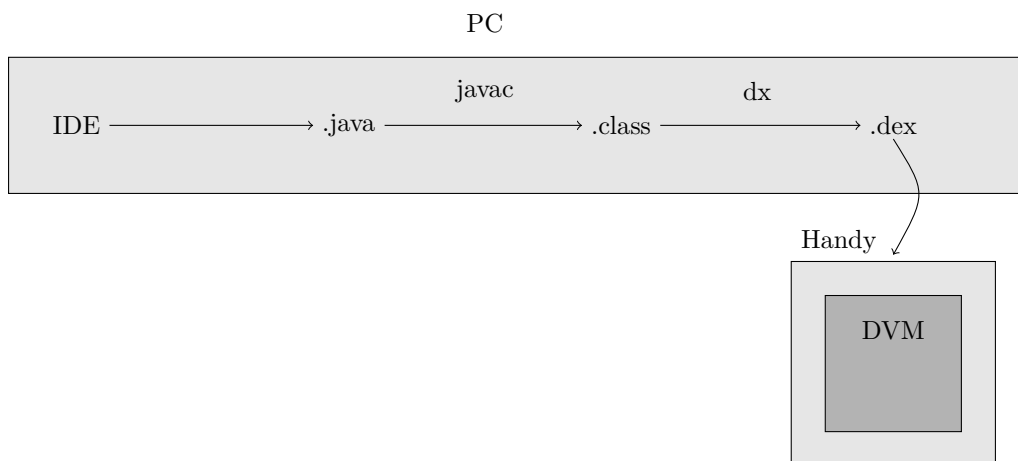 PC
javac
dx
IDE
.java
.class
.dex
Handy
DVM